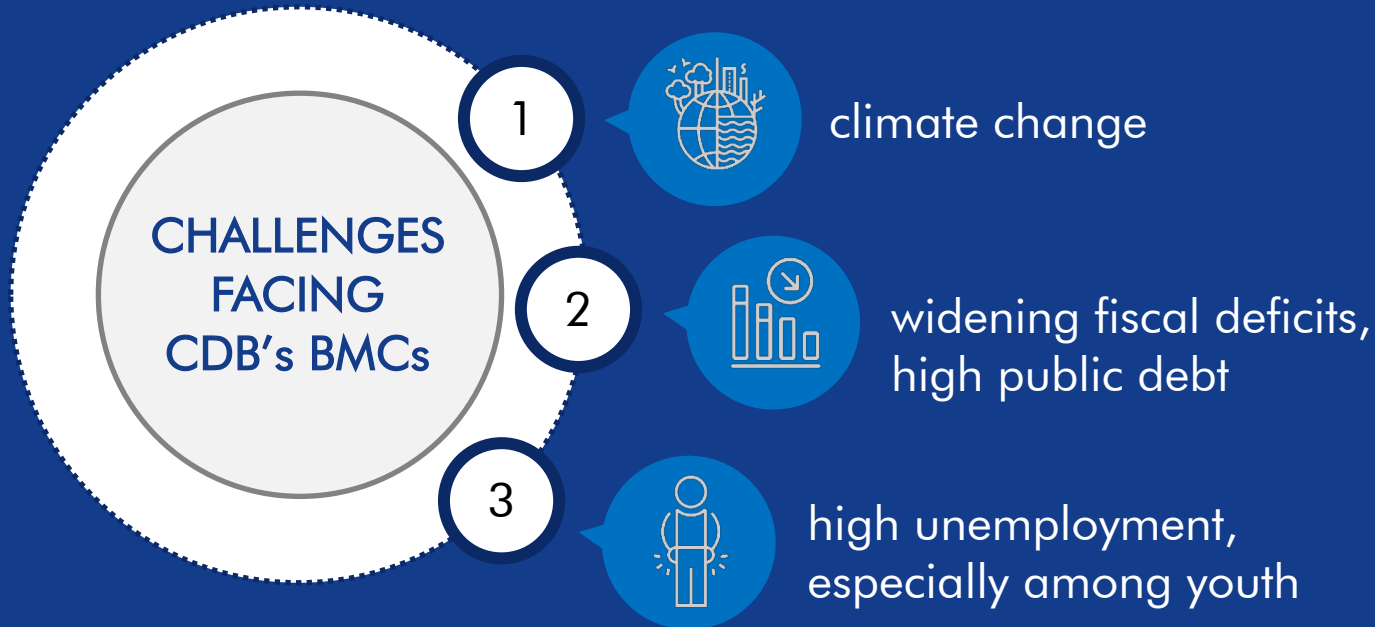 CHALLENGES
FACING
CDB’s BMCs
1
climate change
2
widening fiscal deficits,
high public debt
3
high unemployment,
especially among youth